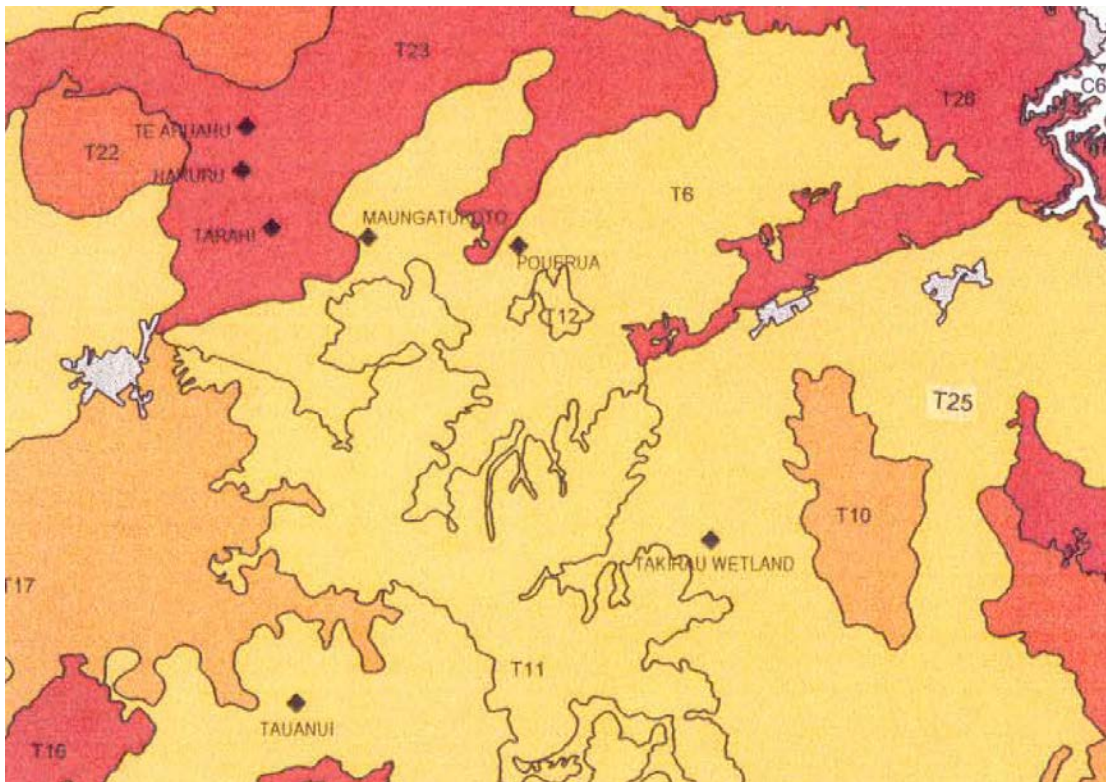 T23
C6
T26
TE AHUAHU
T22
HARURU
T6
MAUNGATUROTO
TARAHI
POUERUA
T12
T25
T10
TAKIRAU WETLAND
T17
T11
TAUANUI
T16